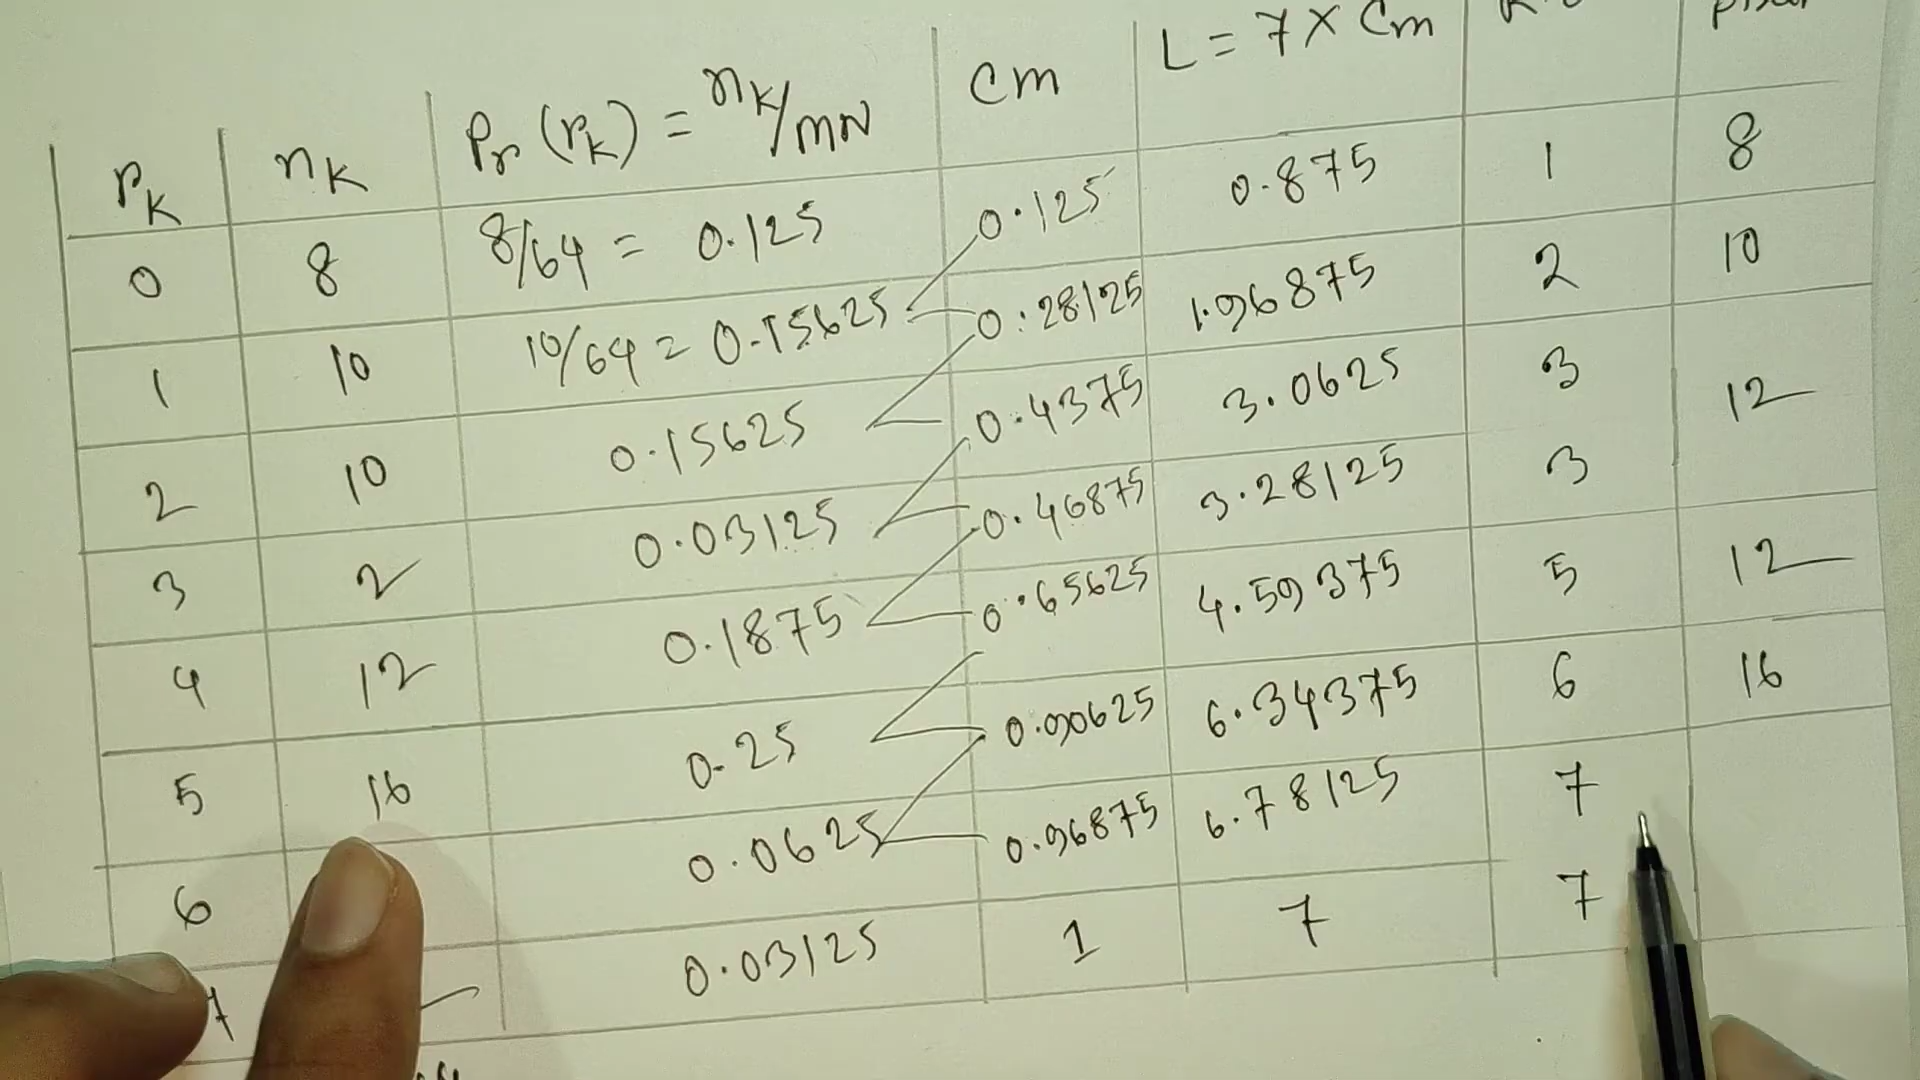 rK nK Pr(rK) = nK/MN Cm L = 7 × Cm
0 8 8/64 = 0.125 0.125 0.875 1 8
1 10 10/64 = 0.15625 0.28125 1.96875 2 10
2 10 0.15625 0.4375 3.0625 3 12
3 2 0.03125 0.46875 3.28125 3
4 12 0.1875 0.65625 4.59375 5 12
5 16 0.25 0.90625 6.34375 6 16
6 0.0625 0.96875 6.78125 7
7 0.03125 1 7 7